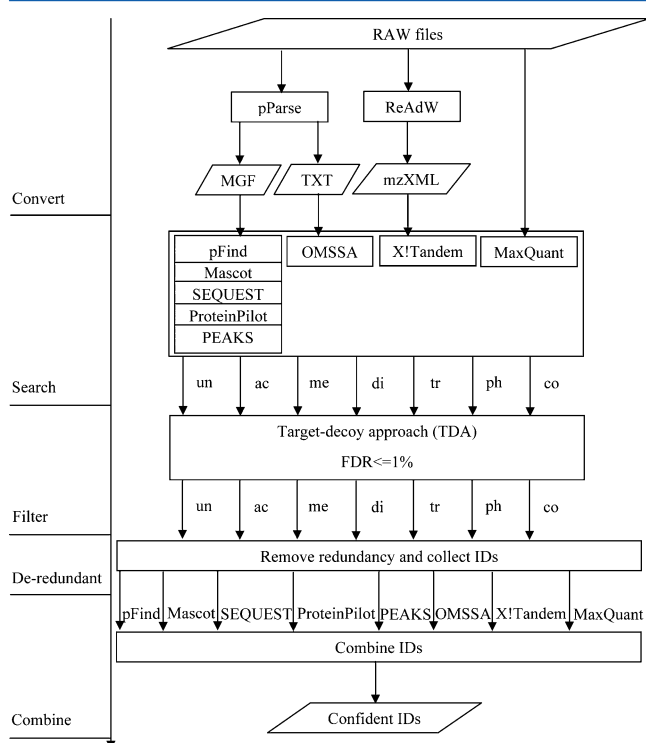 RAW files
pParse
ReAdW
MGF
TXT
mzXML
Convert
pFind
Mascot
SEQUEST
ProteinPilot
PEAKS
OMSSA
X!Tandem
MaxQuant
un ac me di tr ph co
Search
Target-decoy approach (TDA)
FDR<=1%
un ac me di tr ph co
Filter
Remove redundancy and collect IDs
De-redundant
pFind Mascot SEQUEST ProteinPilot PEAKS OMSSA X!Tandem MaxQuant
Combine IDs
Combine
Confident IDs